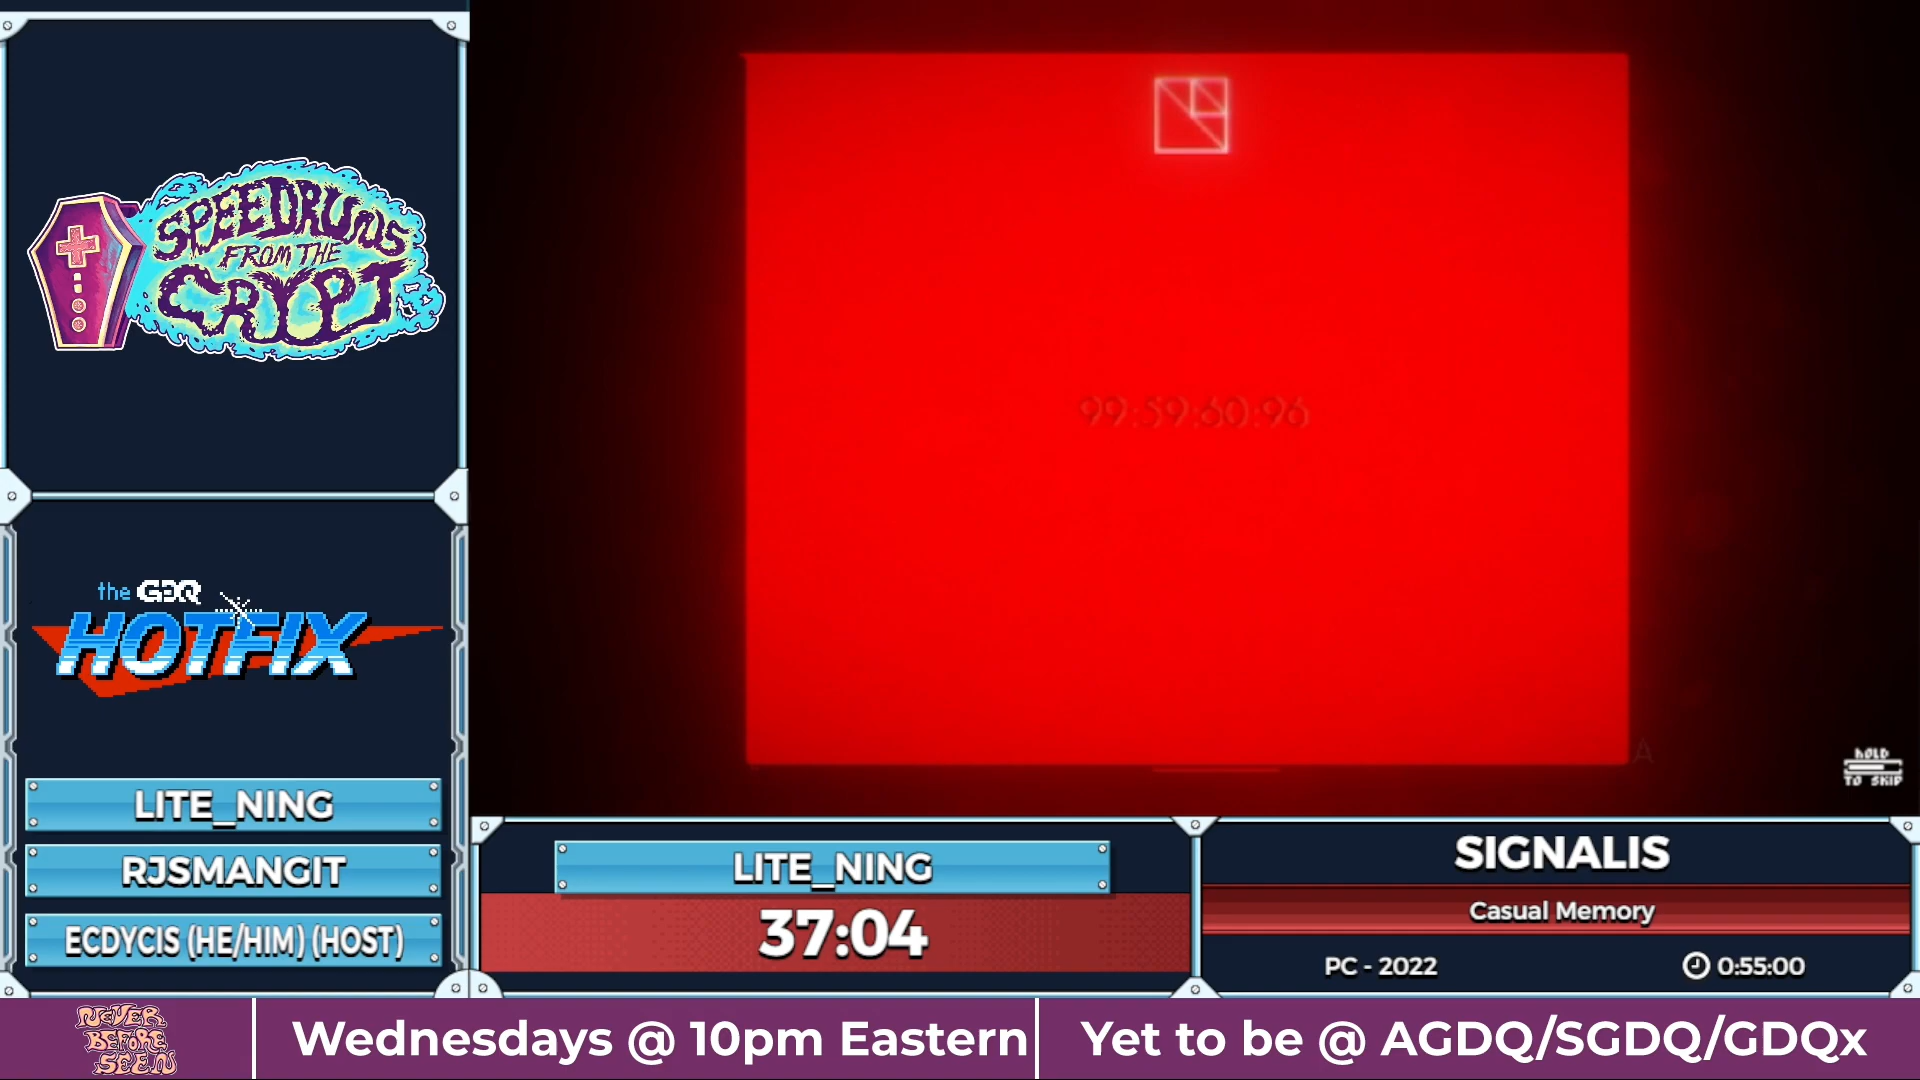 SPEEDRUNS
FROM THE
CRYPT
the GDQ
HOTFIX
LITE_NING
RJSMANGIT
ECDYCIS (HE/HIM) (HOST)
99:59:60:96
A
HOLD
TO SKIP
LITE_NING
37:04
SIGNALIS
Casual Memory
PC - 2022
0:55:00
NEVER
BEFORE
SEEN
Wednesdays @ 10pm Eastern
Yet to be @ AGDQ/SGDQ/GDQx